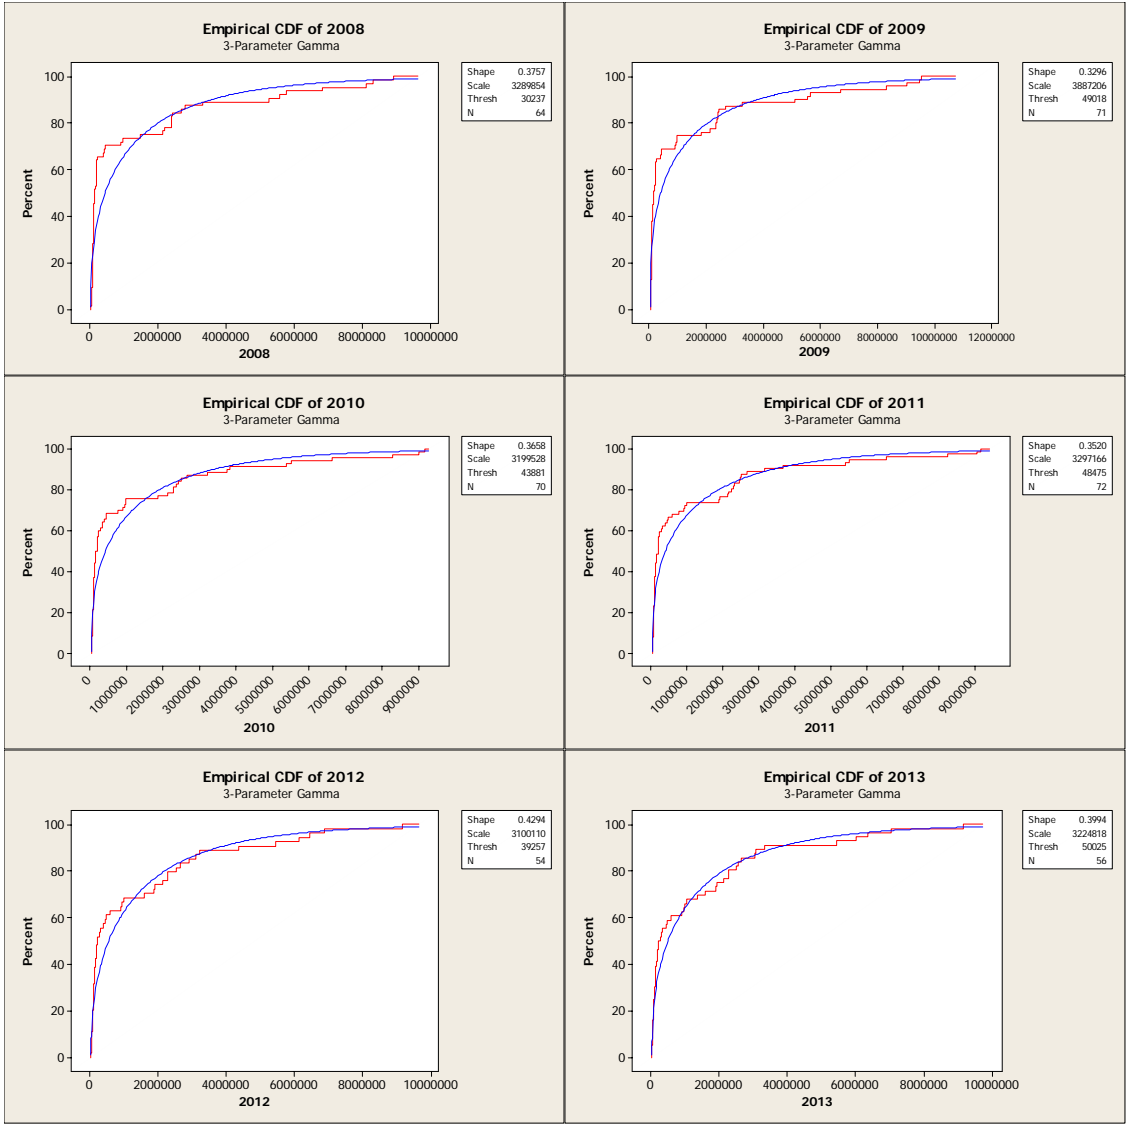 Empirical CDF of 2008
3-Parameter Gamma
Shape 0.3757
Scale 3289854
Thresh 30237
N 64
Percent
100
80
60
40
20
0
0 2000000 4000000 6000000 8000000 10000000
2008
Empirical CDF of 2009
3-Parameter Gamma
Shape 0.3296
Scale 3887206
Thresh 49018
N 71
Percent
100
80
60
40
20
0
0 2000000 4000000 6000000 8000000 10000000 12000000
2009
Empirical CDF of 2010
3-Parameter Gamma
Shape 0.3658
Scale 3199528
Thresh 43881
N 70
Percent
100
80
60
40
20
0
0 1000000 2000000 3000000 4000000 5000000 6000000 7000000 8000000 9000000
2010
Empirical CDF of 2011
3-Parameter Gamma
Shape 0.3520
Scale 3297166
Thresh 48475
N 72
Percent
100
80
60
40
20
0
0 1000000 2000000 3000000 4000000 5000000 6000000 7000000 8000000 9000000
2011
Empirical CDF of 2012
3-Parameter Gamma
Shape 0.4294
Scale 3100110
Thresh 39257
N 54
Percent
100
80
60
40
20
0
0 2000000 4000000 6000000 8000000 10000000
2012
Empirical CDF of 2013
3-Parameter Gamma
Shape 0.3994
Scale 3224818
Thresh 50025
N 56
Percent
100
80
60
40
20
0
0 2000000 4000000 6000000 8000000 10000000
2013